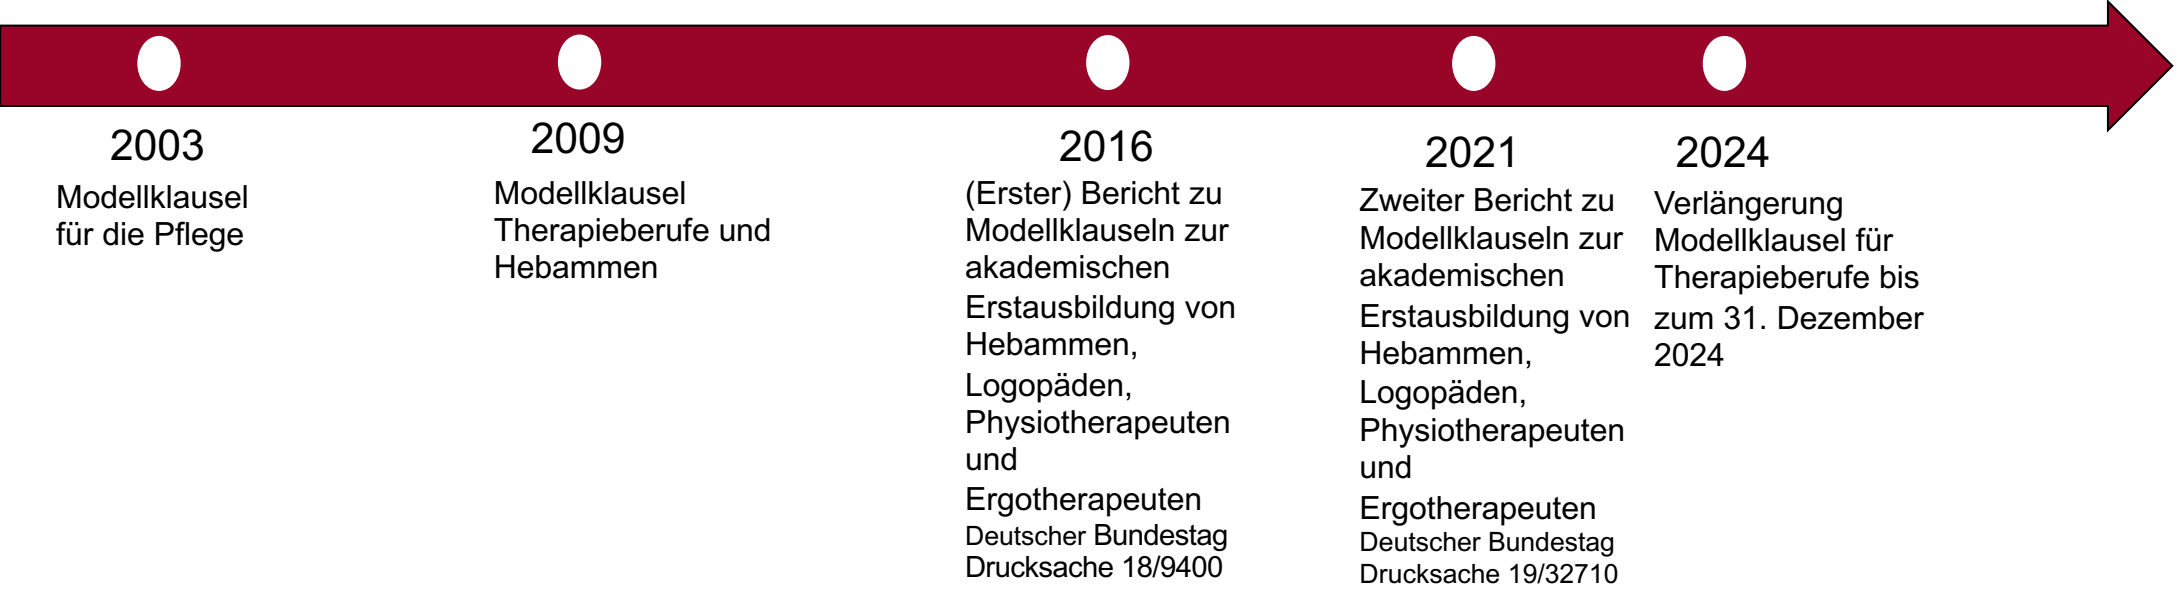 2003
Modellklausel
für die Pflege
2009
Modellklausel
Therapieberufe und
Hebammen
2016
(Erster) Bericht zu
Modellklauseln zur
akademischen
Erstausbildung von
Hebammen,
Logopäden,
Physiotherapeuten
und
Ergotherapeuten
Deutscher Bundestag
Drucksache 18/9400
2021
Zweiter Bericht zu
Modellklauseln zur
akademischen
Erstausbildung von
Hebammen,
Logopäden,
Physiotherapeuten
und
Ergotherapeuten
Deutscher Bundestag
Drucksache 19/32710
2024
Verlängerung
Modellklausel für
Therapieberufe bis
zum 31. Dezember
2024